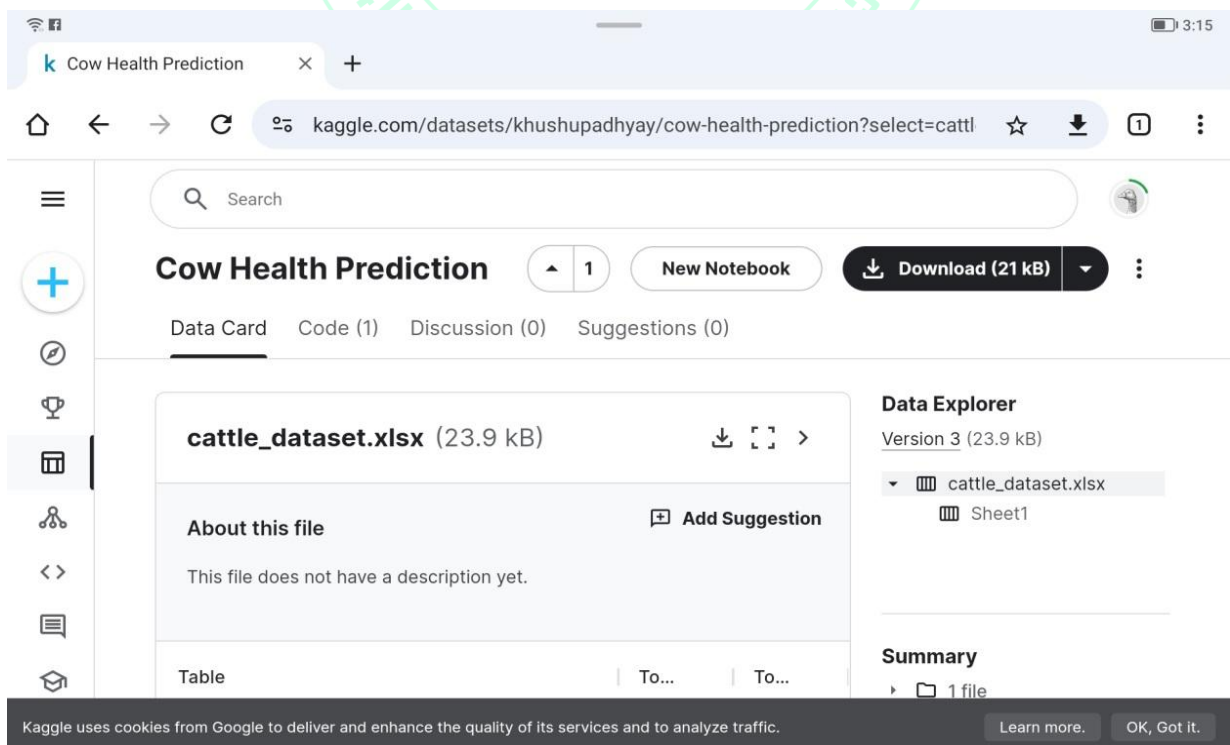 3:15
k Cow Health Prediction
kaggle.com/datasets/khushupadhyay/cow-health-prediction?select=cattl
1
Search
Cow Health Prediction
1
New Notebook
Download (21 kB)
Data Card Code (1) Discussion (0) Suggestions (0)
cattle_dataset.xlsx (23.9 kB)
About this file
Add Suggestion
This file does not have a description yet.
Table To... To...
Data Explorer
Version 3 (23.9 kB)
cattle_dataset.xlsx
Sheet1
Summary
1 file
Kaggle uses cookies from Google to deliver and enhance the quality of its services and to analyze traffic.
Learn more. OK, Got it.